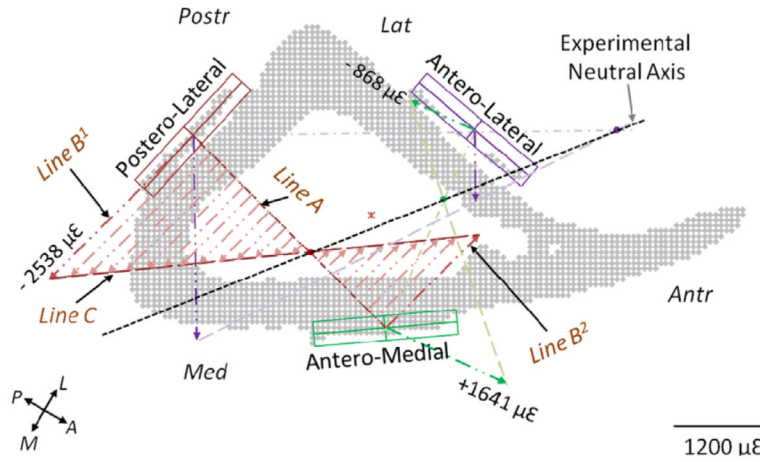 Postr
Lat
Experimental
Neutral Axis
- 868 µε
Antero-Lateral
Postero-Lateral
Line B¹
Line A
-2538 µε
Line C
Antr
Line B²
Antero-Medial
Med
+1641 µε
L
P
A
M
1200 µε